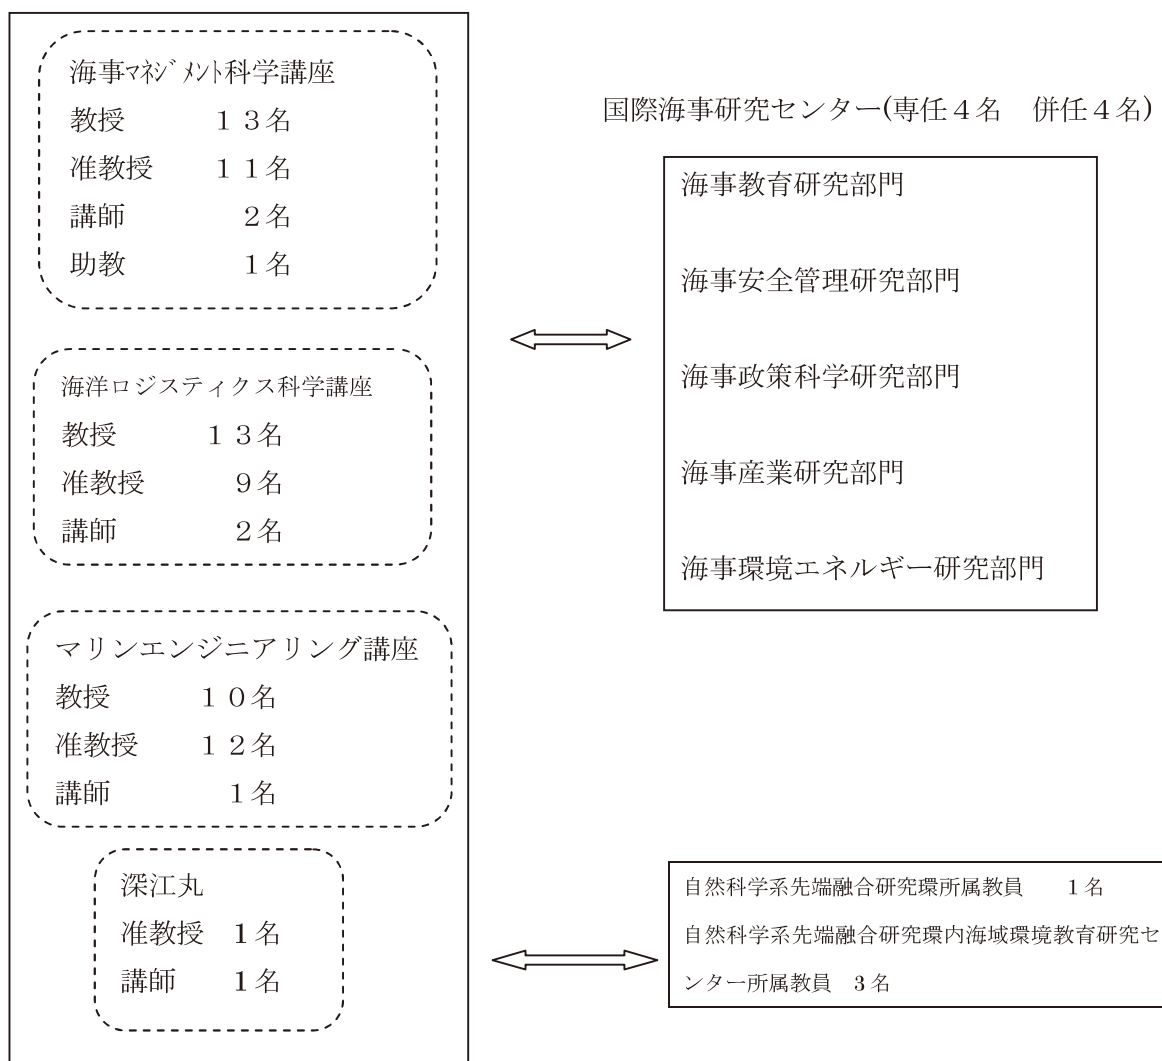 海事ﾏﾈｼﾞﾒﾝﾄ科学講座
教授　　　１３名
准教授　　１１名
講師　　　　２名
助教　　　　１名
海洋ロジスティクス科学講座
教授　　　１３名
准教授　　　９名
講師　　　　２名
マリンエンジニアリング講座
教授　　　１０名
准教授　　１２名
講師　　　　１名
深江丸
准教授　1名
講師　　1名
国際海事研究センター(専任４名　併任４名)
海事教育研究部門
海事安全管理研究部門
海事政策科学研究部門
海事産業研究部門
海事環境エネルギー研究部門
自然科学系先端融合研究環所属教員　　１名
自然科学系先端融合研究環内海域環境教育研究セ
ンター所属教員　３名